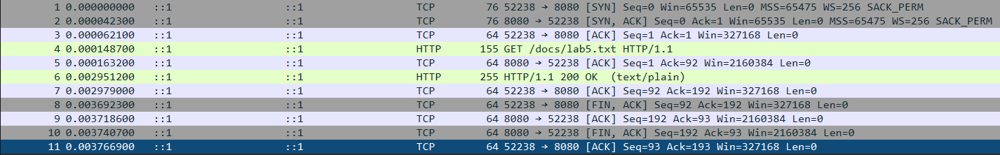 1 0.000000000 ::1 ::1 TCP 76 52238 → 8080 [SYN] Seq=0 Win=65535 Len=0 MSS=65475 WS=256 SACK_PERM
2 0.000042300 ::1 ::1 TCP 76 8080 → 52238 [SYN, ACK] Seq=0 Ack=1 Win=65535 Len=0 MSS=65475 WS=256 SACK_PERM
3 0.000062100 ::1 ::1 TCP 64 52238 → 8080 [ACK] Seq=1 Ack=1 Win=327168 Len=0
4 0.000148700 ::1 ::1 HTTP 155 GET /docs/lab5.txt HTTP/1.1
5 0.000163200 ::1 ::1 TCP 64 8080 → 52238 [ACK] Seq=1 Ack=92 Win=2160384 Len=0
6 0.002951200 ::1 ::1 HTTP 255 HTTP/1.1 200 OK (text/plain)
7 0.002979000 ::1 ::1 TCP 64 52238 → 8080 [ACK] Seq=92 Ack=192 Win=327168 Len=0
8 0.003692300 ::1 ::1 TCP 64 52238 → 8080 [FIN, ACK] Seq=92 Ack=192 Win=327168 Len=0
9 0.003718600 ::1 ::1 TCP 64 8080 → 52238 [ACK] Seq=192 Ack=93 Win=2160384 Len=0
10 0.003740700 ::1 ::1 TCP 64 8080 → 52238 [FIN, ACK] Seq=192 Ack=93 Win=2160384 Len=0
11 0.003766900 ::1 ::1 TCP 64 52238 → 8080 [ACK] Seq=93 Ack=193 Win=327168 Len=0